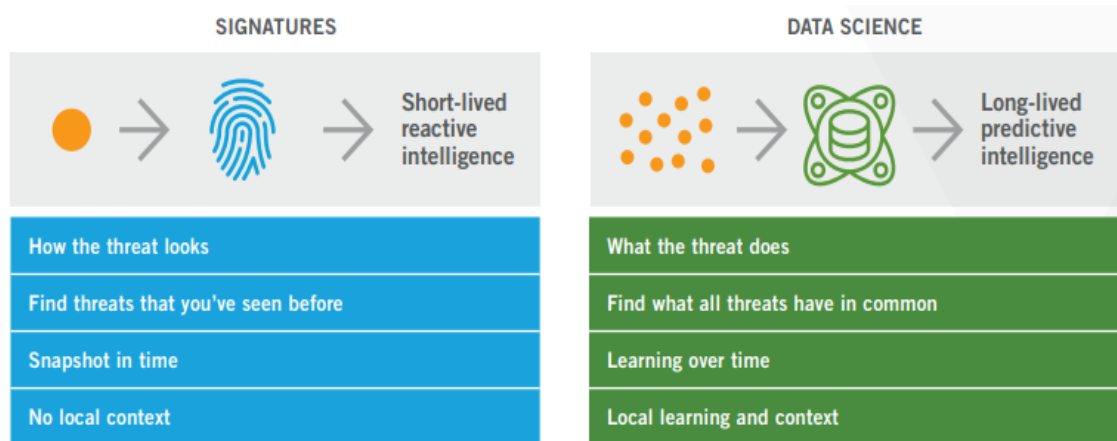 SIGNATURES
Short-lived
reactive
intelligence
How the threat looks
Find threats that you've seen before
Snapshot in time
No local context
DATA SCIENCE
Long-lived
predictive
intelligence
What the threat does
Find what all threats have in common
Learning over time
Local learning and context